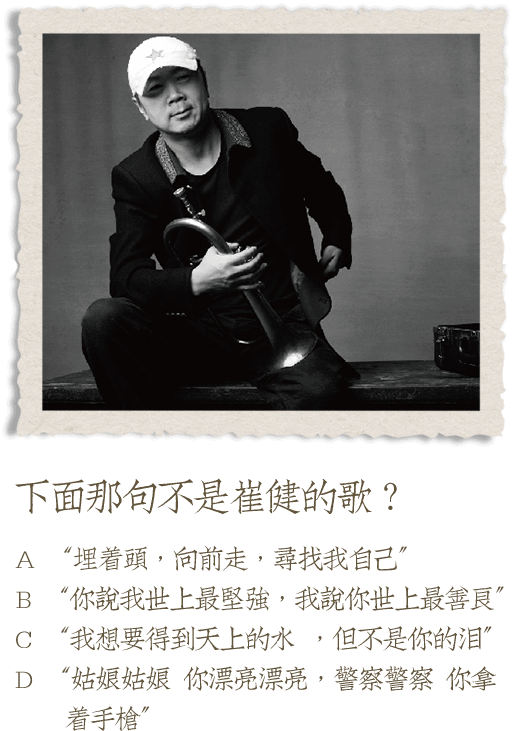 下面那句不是崔健的歌？
A “埋着頭，向前走，尋找我自己”
B “你說我世上最堅強，我說你世上最善良”
C “我想要得到天上的水 ，但不是你的泪”
D “姑娘姑娘 你漂亮漂亮，警察警察 你拿
着手槍”